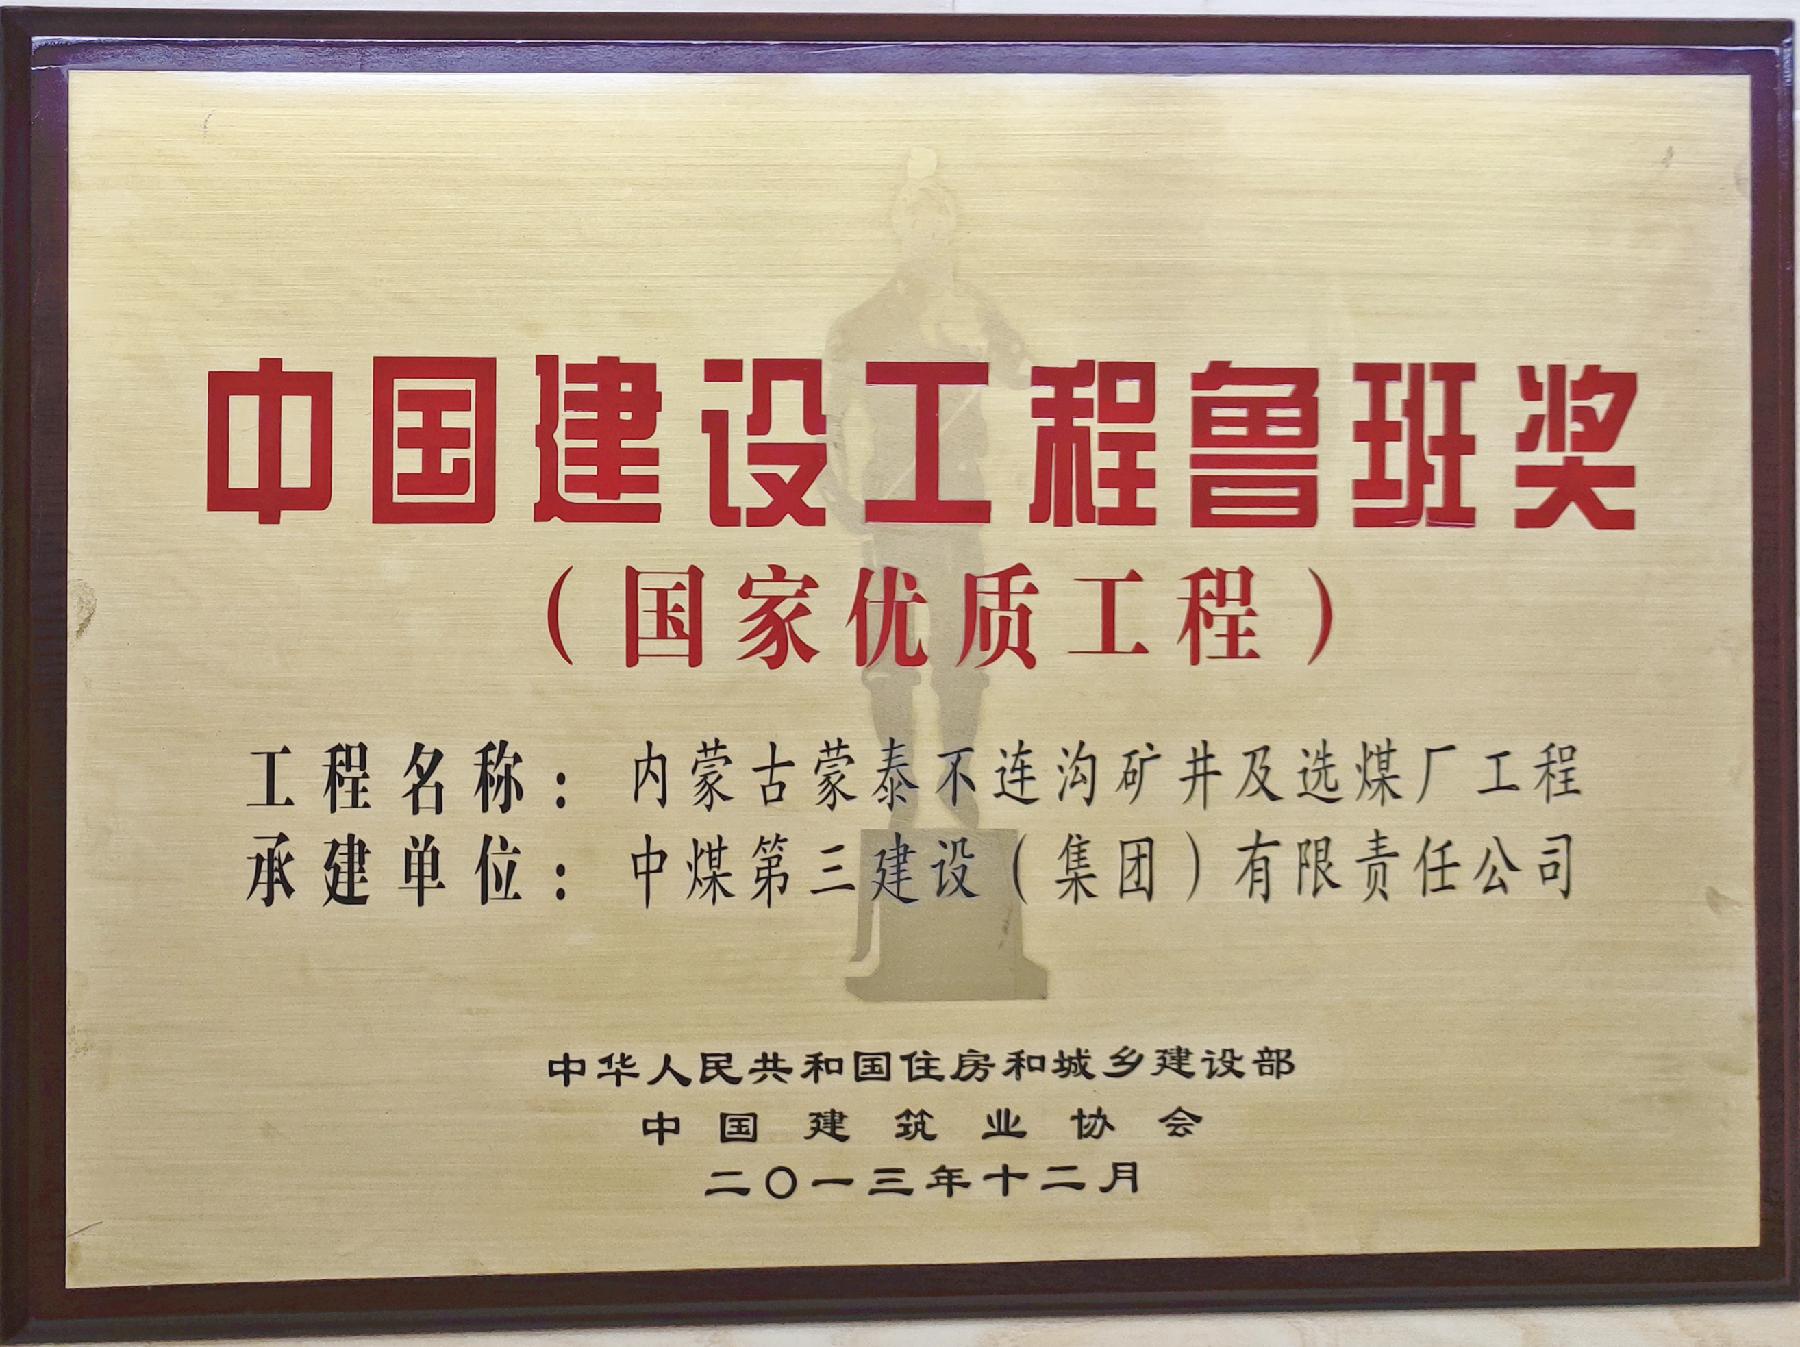 中国建设工程鲁班奖
（国家优质工程）
工程名称：内蒙古蒙泰不连沟矿井及选煤厂工程
承建单位：中煤第三建设（集团）有限责任公司
中华人民共和国住房和城乡建设部
中国建筑业协会
二〇一三年十二月